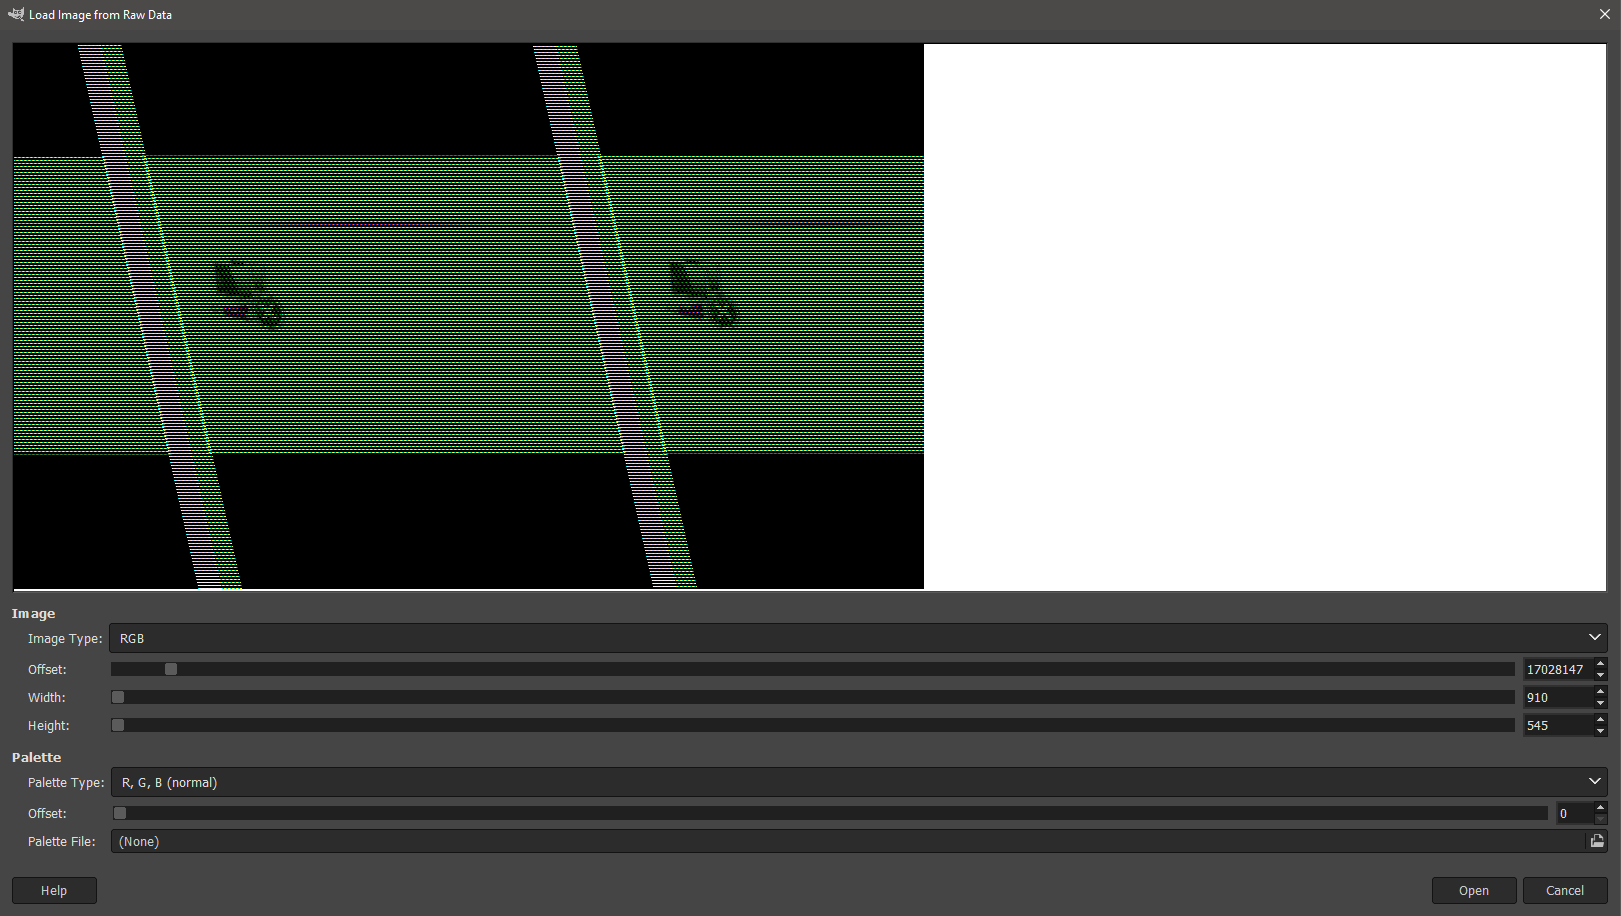 Load Image from Raw Data
Image
Image Type: RGB
Offset: 17028147
Width: 910
Height: 545
Palette
Palette Type: R, G, B (normal)
Offset: 0
Palette File: (None)
Help Open Cancel